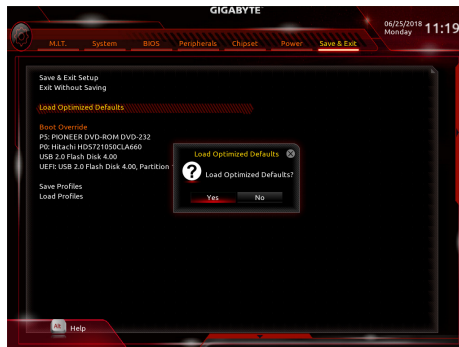 GIGABYTE
06/25/2018 11:19
Monday
M.I.T. System BIOS Peripherals Chipset Power Save & Exit
Save & Exit Setup
Exit Without Saving
Load Optimized Defaults
Boot Override
P5: PIONEER DVD-ROM DVD-232
P0: Hitachi HDS721050CLA660
USB 2.0 Flash Disk 4.00
UEFI: USB 2.0 Flash Disk 4.00, Partition
Save Profiles
Load Profiles
Load Optimized Defaults
?
Load Optimized Defaults?
Yes No
Alt Help